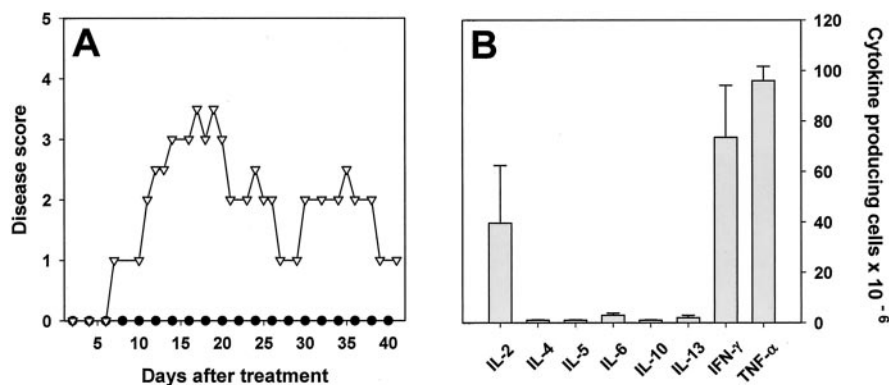 A
5
4
3
2
1
0
Disease score
5 10 15 20 25 30 35 40
Days after treatment
B
120
100
80
60
40
20
0
Cytokine producing cells x 10 -6
IL-2 IL-4 IL-5 IL-6 IL-10 IL-13 IFN-γ TNF-α